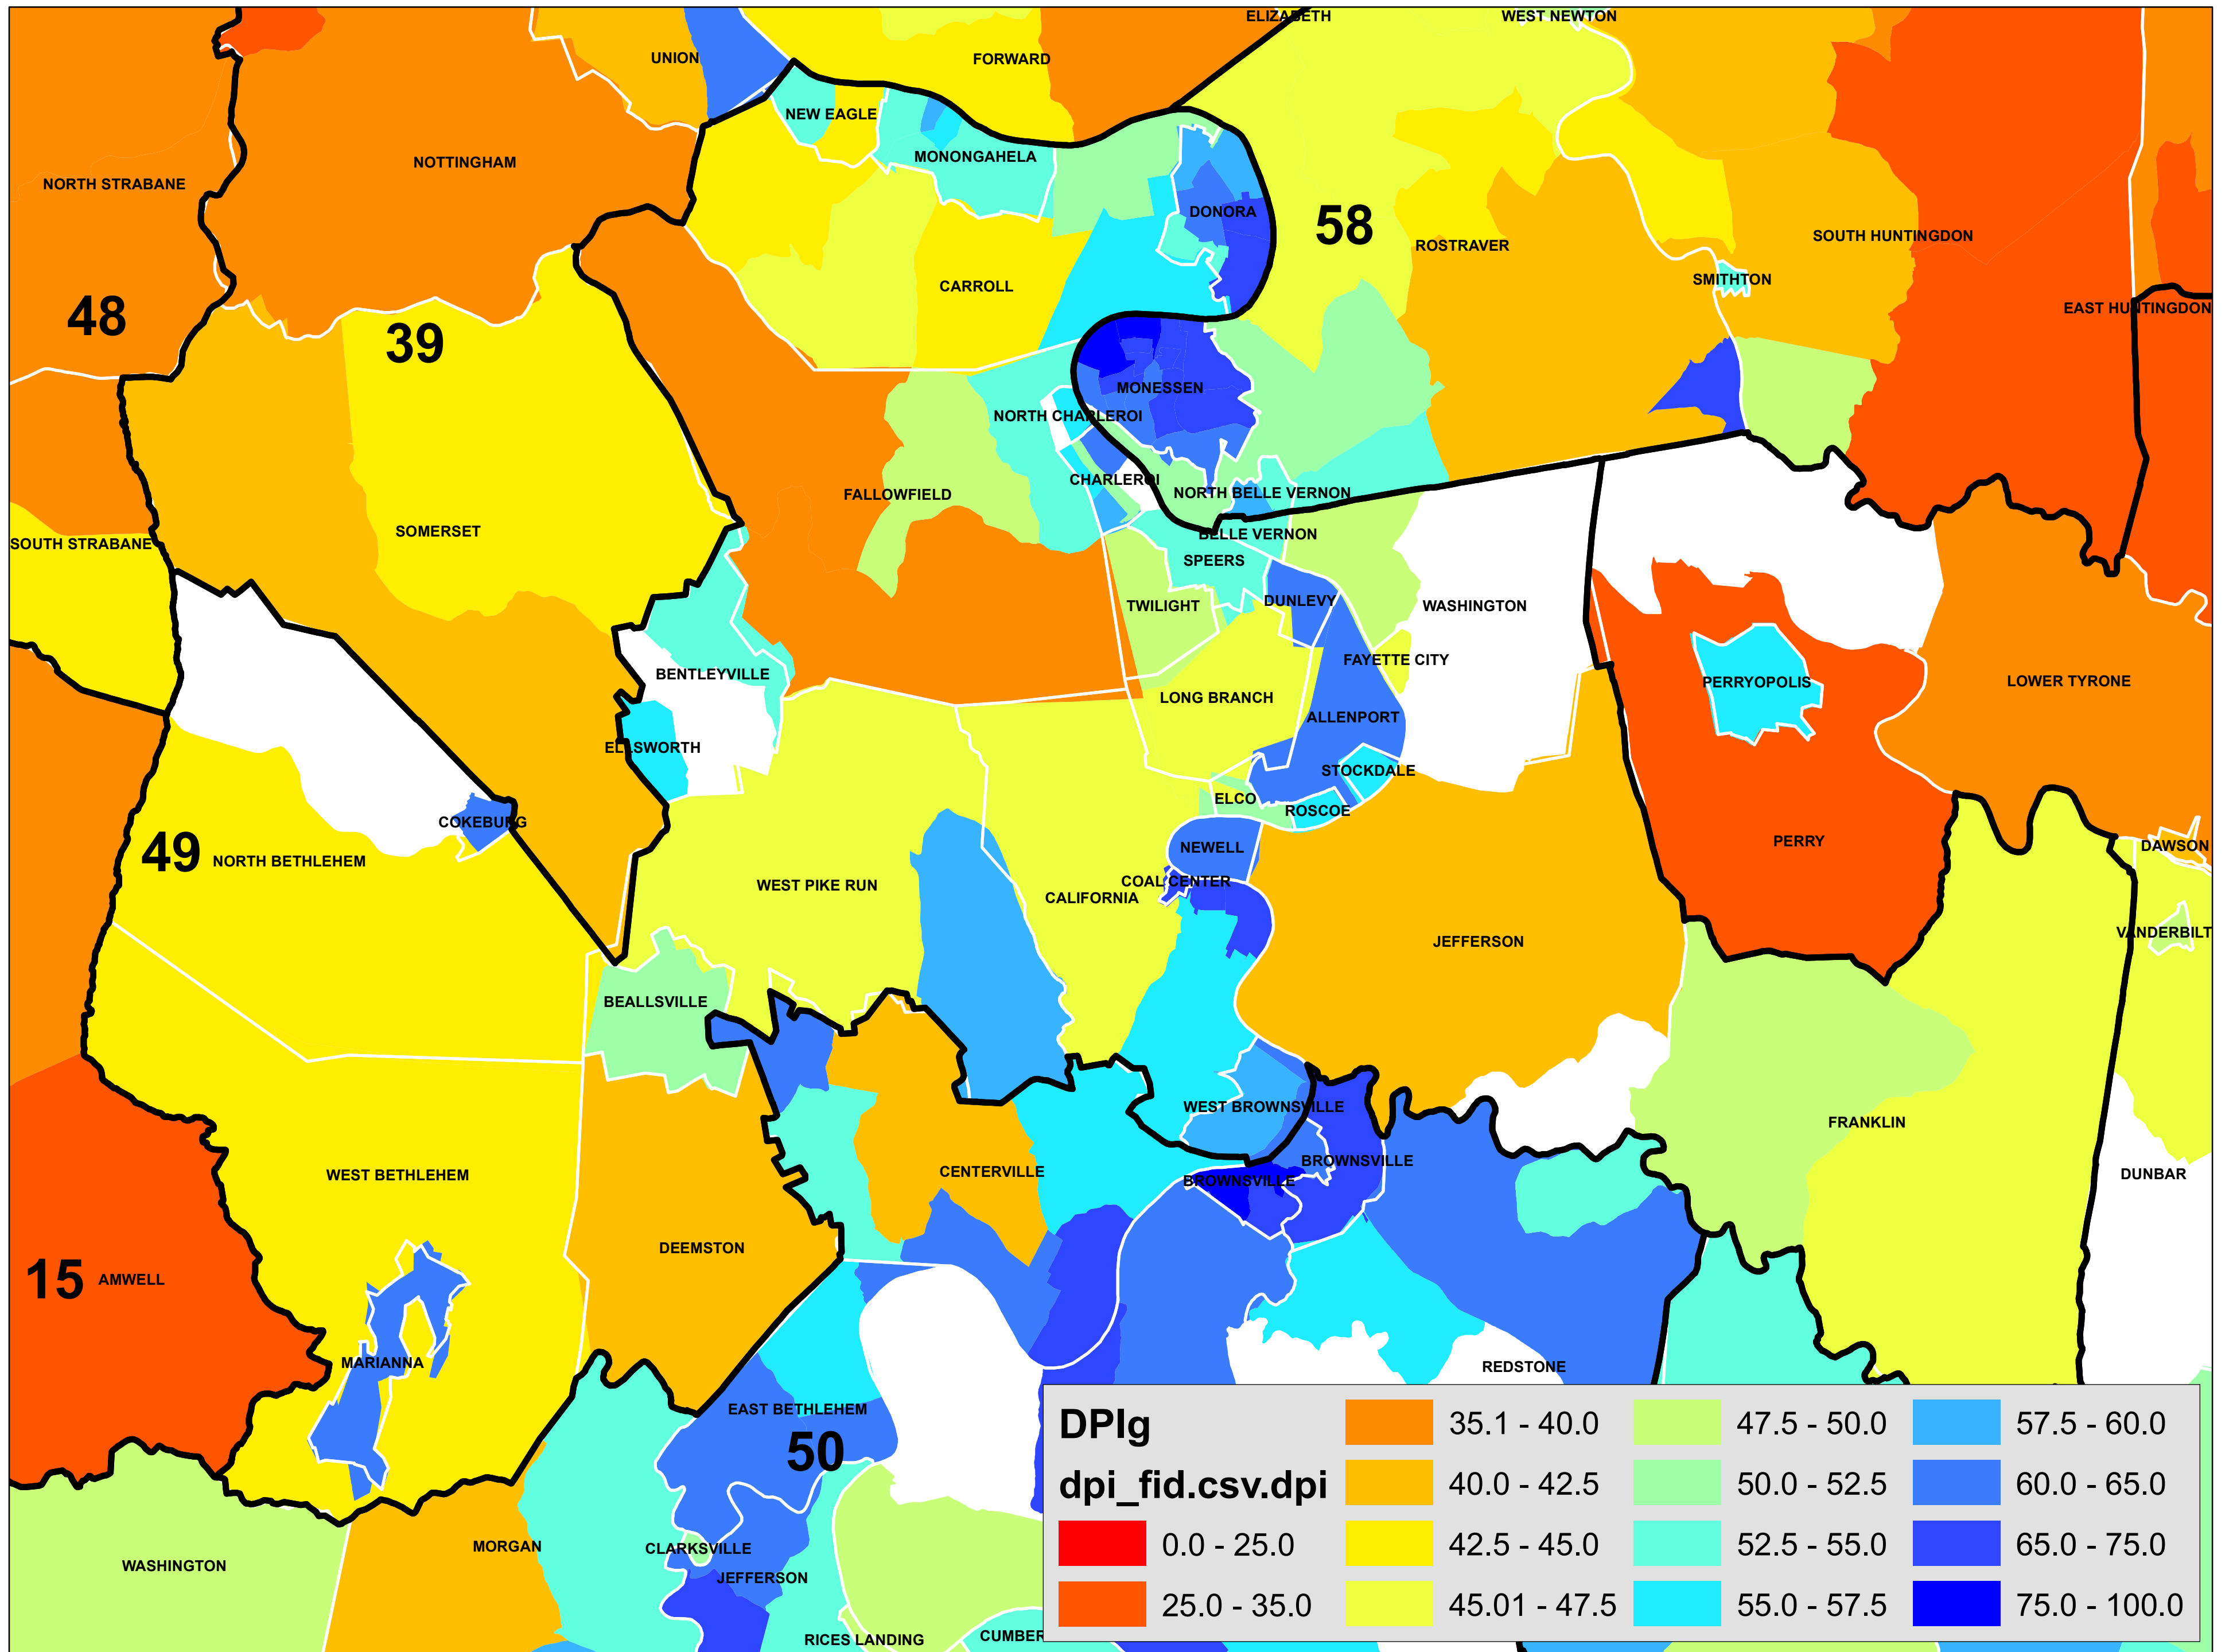 ELIZABETH
WEST NEWTON
UNION
FORWARD
NEW EAGLE
MONONGAHELA
NOTTINGHAM
NORTH STRABANE
DONORA
58
ROSTRAVER
SOUTH HUNTINGDON
SMITHTON
CARROLL
EAST HUNTINGDON
48
39
MONESSEN
NORTH CHARLEROI
CHARLEROI
FALLOWFIELD
NORTH BELLE VERNON
SOMERSET
BELLE VERNON
SOUTH STRABANE
SPEERS
DUNLEVY
TWILIGHT
WASHINGTON
FAYETTE CITY
BENTLEYVILLE
PERRYOPOLIS
LOWER TYRONE
LONG BRANCH
ALLENPORT
ELLSWORTH
STOCKDALE
ELCO
ROSCOE
COKEBURG
PERRY
DAWSON
NEWELL
49
NORTH BETHLEHEM
COAL CENTER
WEST PIKE RUN
CALIFORNIA
VANDERBILT
JEFFERSON
BEALLSVILLE
WEST BROWNSVILLE
FRANKLIN
BROWNSVILLE
CENTERVILLE
WEST BETHLEHEM
DUNBAR
BROWNSVILLE
DEEMSTON
15
AMWELL
MARIANNA
REDSTONE
EAST BETHLEHEM
50
MORGAN
CLARKSVILLE
WASHINGTON
JEFFERSON
RICES LANDING
CUMBER
DPIg
dpi_fid.csv.dpi
0.0 - 25.0
25.0 - 35.0
35.1 - 40.0
40.0 - 42.5
42.5 - 45.0
45.01 - 47.5
47.5 - 50.0
50.0 - 52.5
52.5 - 55.0
55.0 - 57.5
57.5 - 60.0
60.0 - 65.0
65.0 - 75.0
75.0 - 100.0